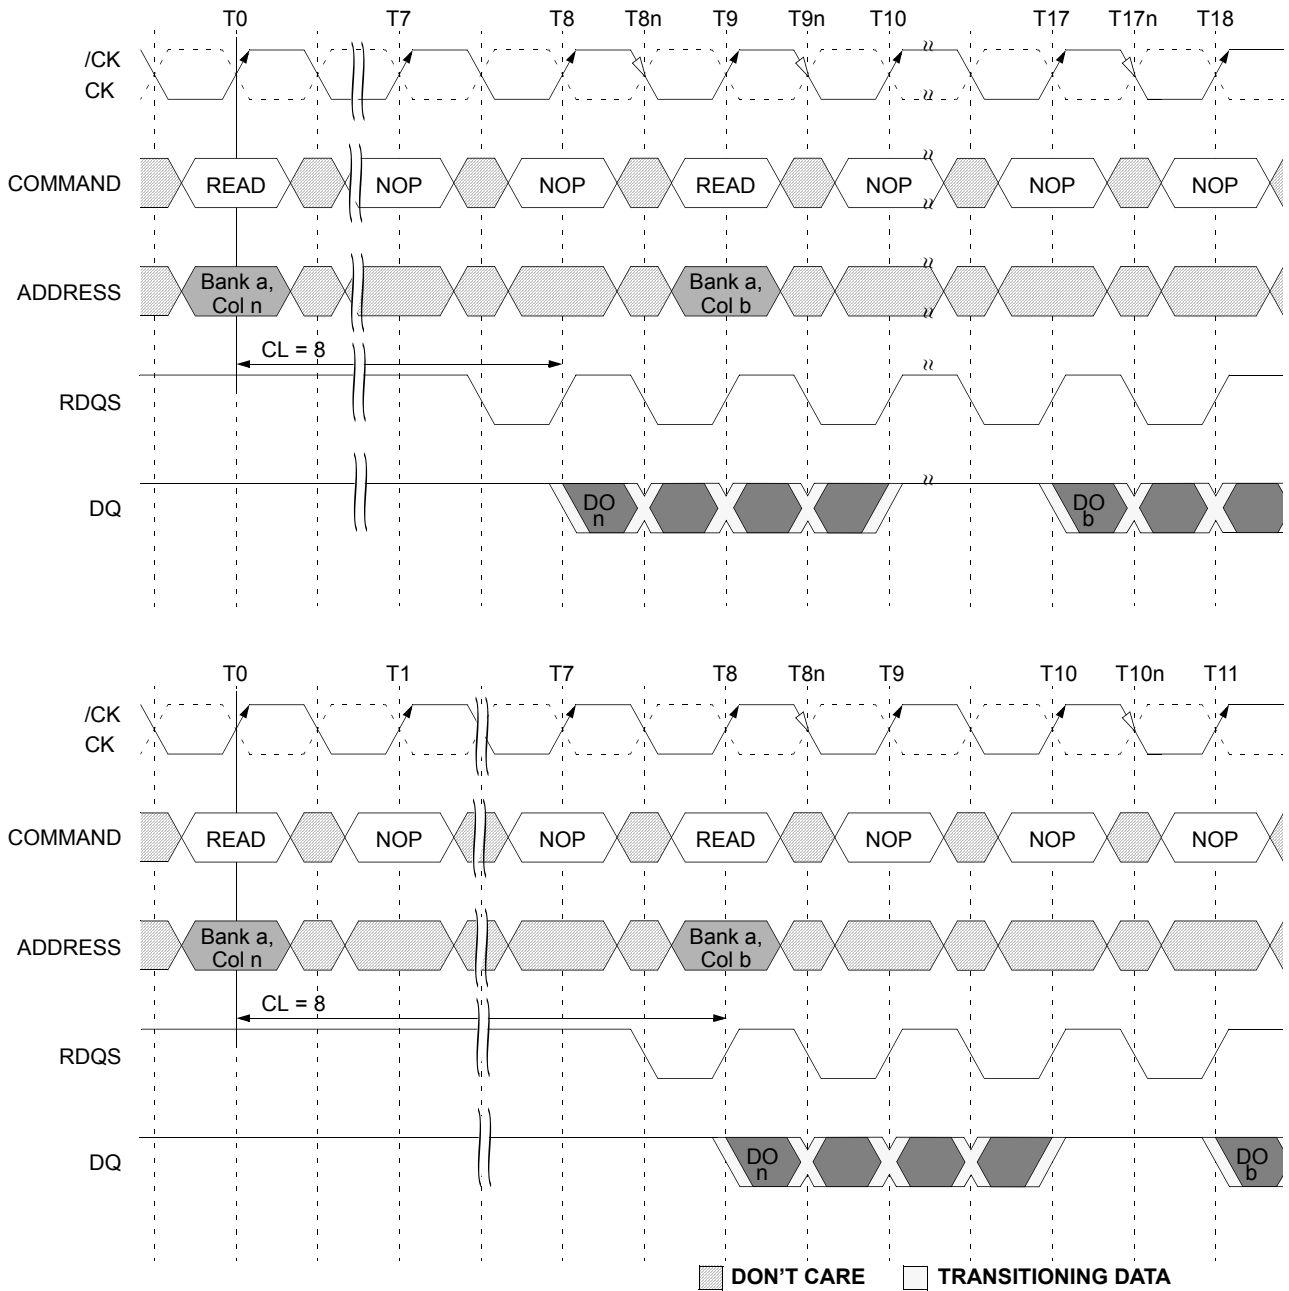 T0 T7 T8 T8n T9 T9n T10 T17 T17n T18
/CK
CK
COMMAND READ NOP NOP READ NOP NOP NOP
ADDRESS Bank a, Col n Bank a, Col b
CL = 8
RDQS
DQ DO n DO b
T0 T1 T7 T8 T8n T9 T10 T10n T11
/CK
CK
COMMAND READ NOP NOP READ NOP NOP NOP
ADDRESS Bank a, Col n Bank a, Col b
CL = 8
RDQS
DQ DO n DO b
DON'T CARE TRANSITIONING DATA